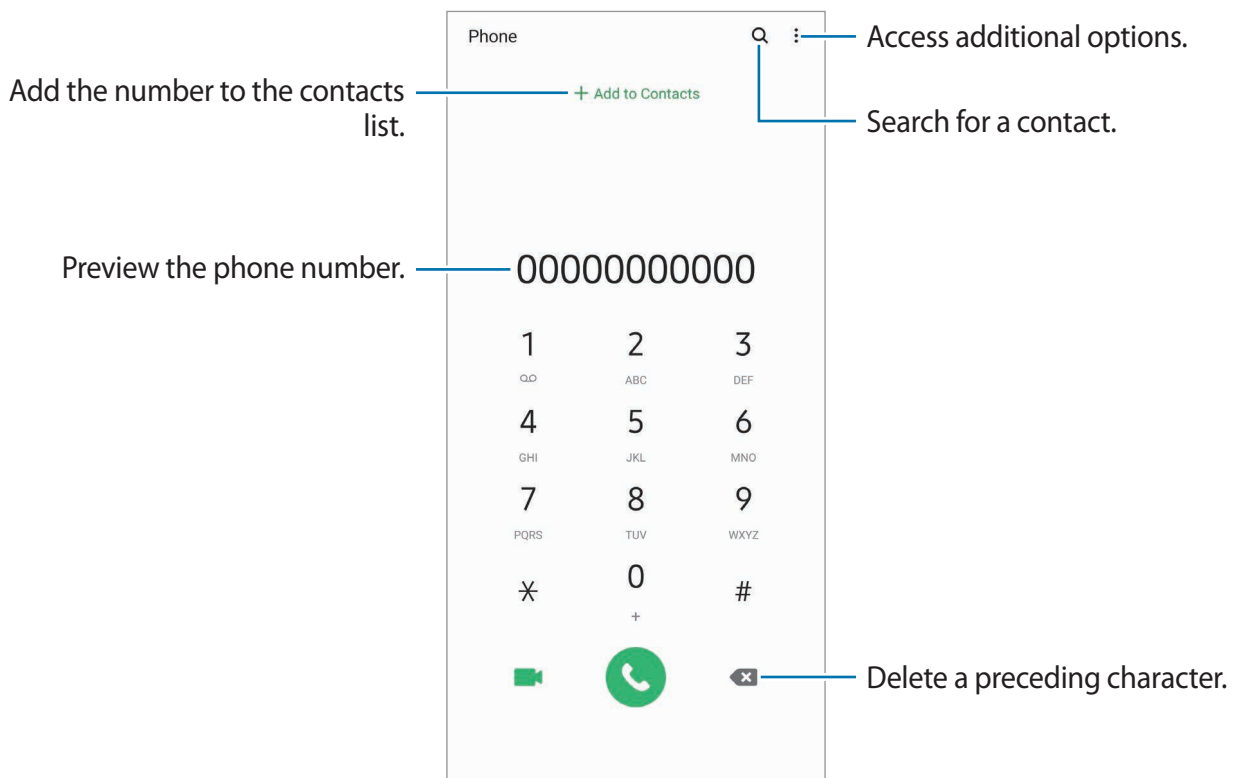 Phone
Access additional options.
Add the number to the contacts
list.
+ Add to Contacts
Search for a contact.
Preview the phone number.
00000000000
1 2 3
ABC DEF
4 5 6
GHI JKL MNO
7 8 9
PQRS TUV WXYZ
* 0 #
+
Delete a preceding character.